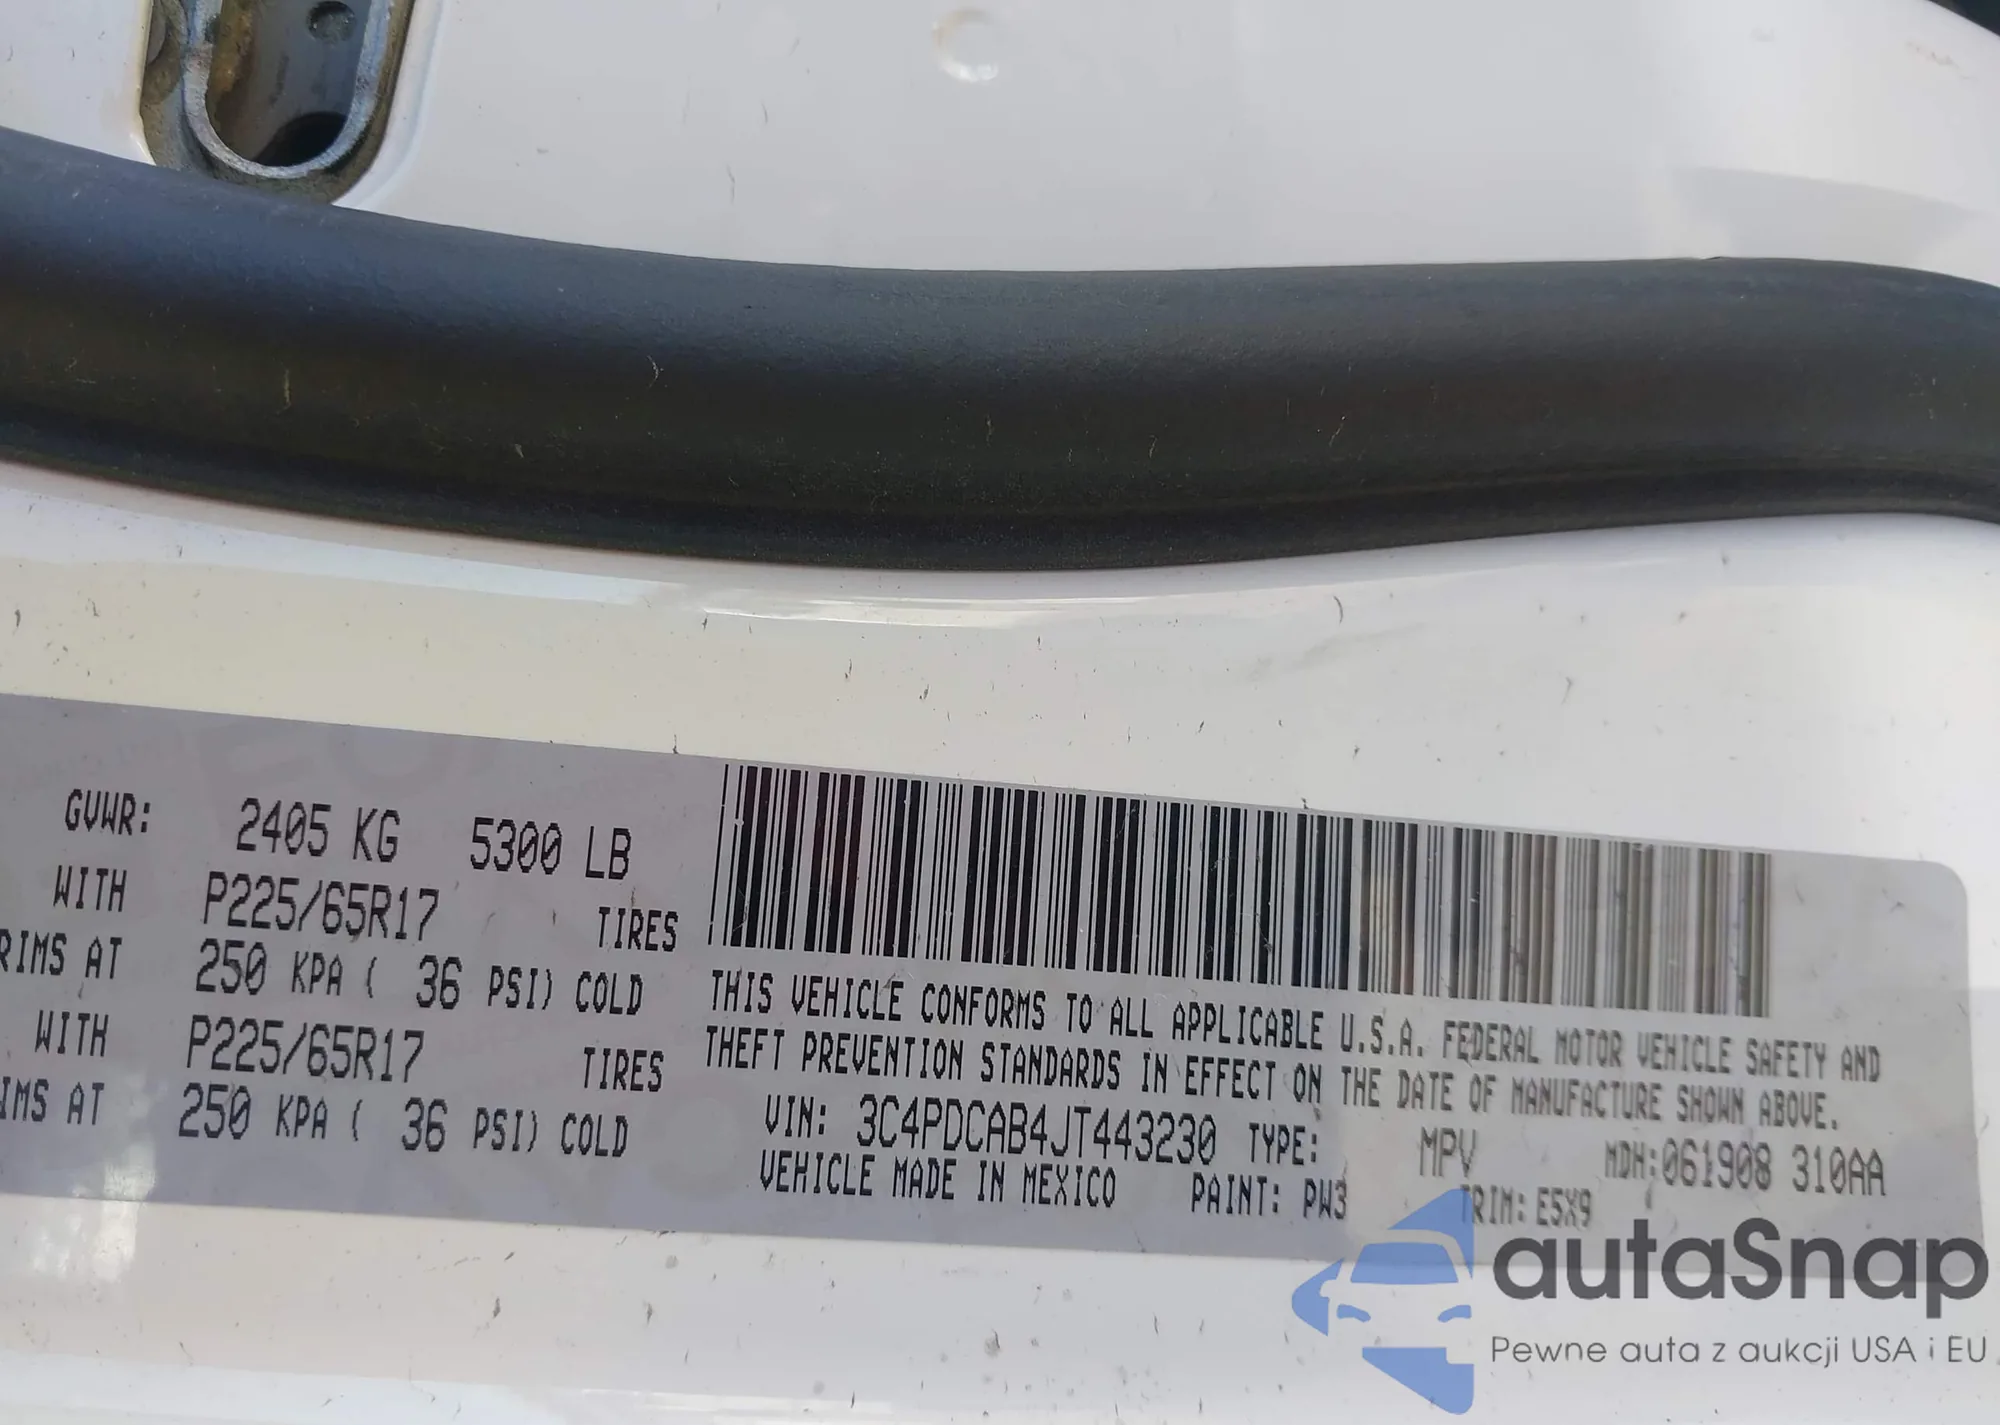 GVWR: 2405 KG 5300 LB
WITH P225/65R17 TIRES
RIMS AT 250 KPA ( 36 PSI) COLD
WITH P225/65R17 TIRES
IMS AT 250 KPA ( 36 PSI) COLD
THIS VEHICLE CONFORMS TO ALL APPLICABLE U.S.A. FEDERAL MOTOR VEHICLE SAFETY AND
THEFT PREVENTION STANDARDS IN EFFECT ON THE DATE OF MANUFACTURE SHOWN ABOVE.
VIN: 3C4PDCAB4JT443230 TYPE: MPV MDH:061908 310AA
VEHICLE MADE IN MEXICO PAINT: PW3 TRIM: E5X9
autaSnap
Pewne auta z aukcji USA i EU